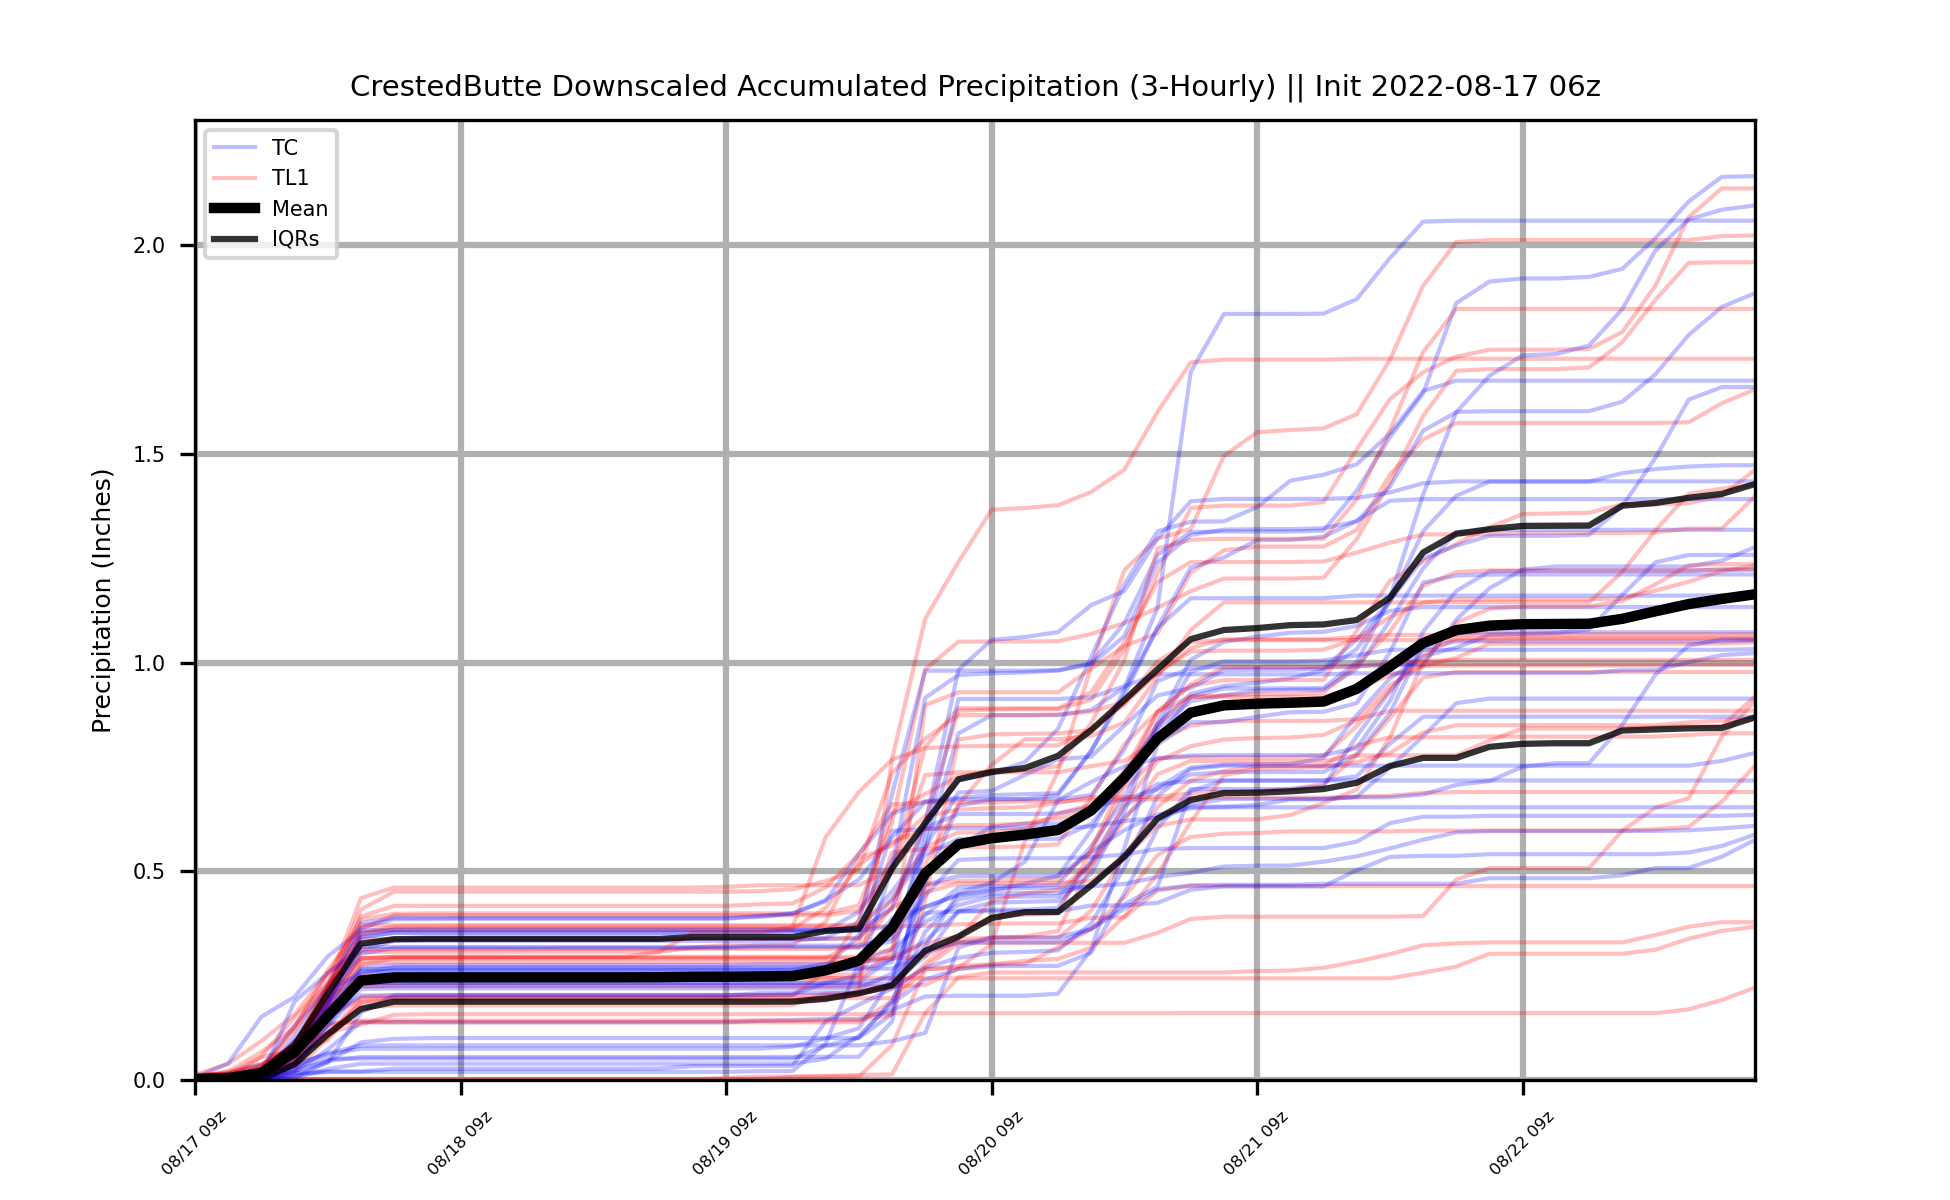 CrestedButte Downscaled Accumulated Precipitation (3-Hourly) || Init 2022-08-17 06z
TC
TL1
Mean
IQRs
Precipitation (Inches)
2.0
1.5
1.0
0.5
0.0
08/17 09z
08/18 09z
08/19 09z
08/20 09z
08/21 09z
08/22 09z